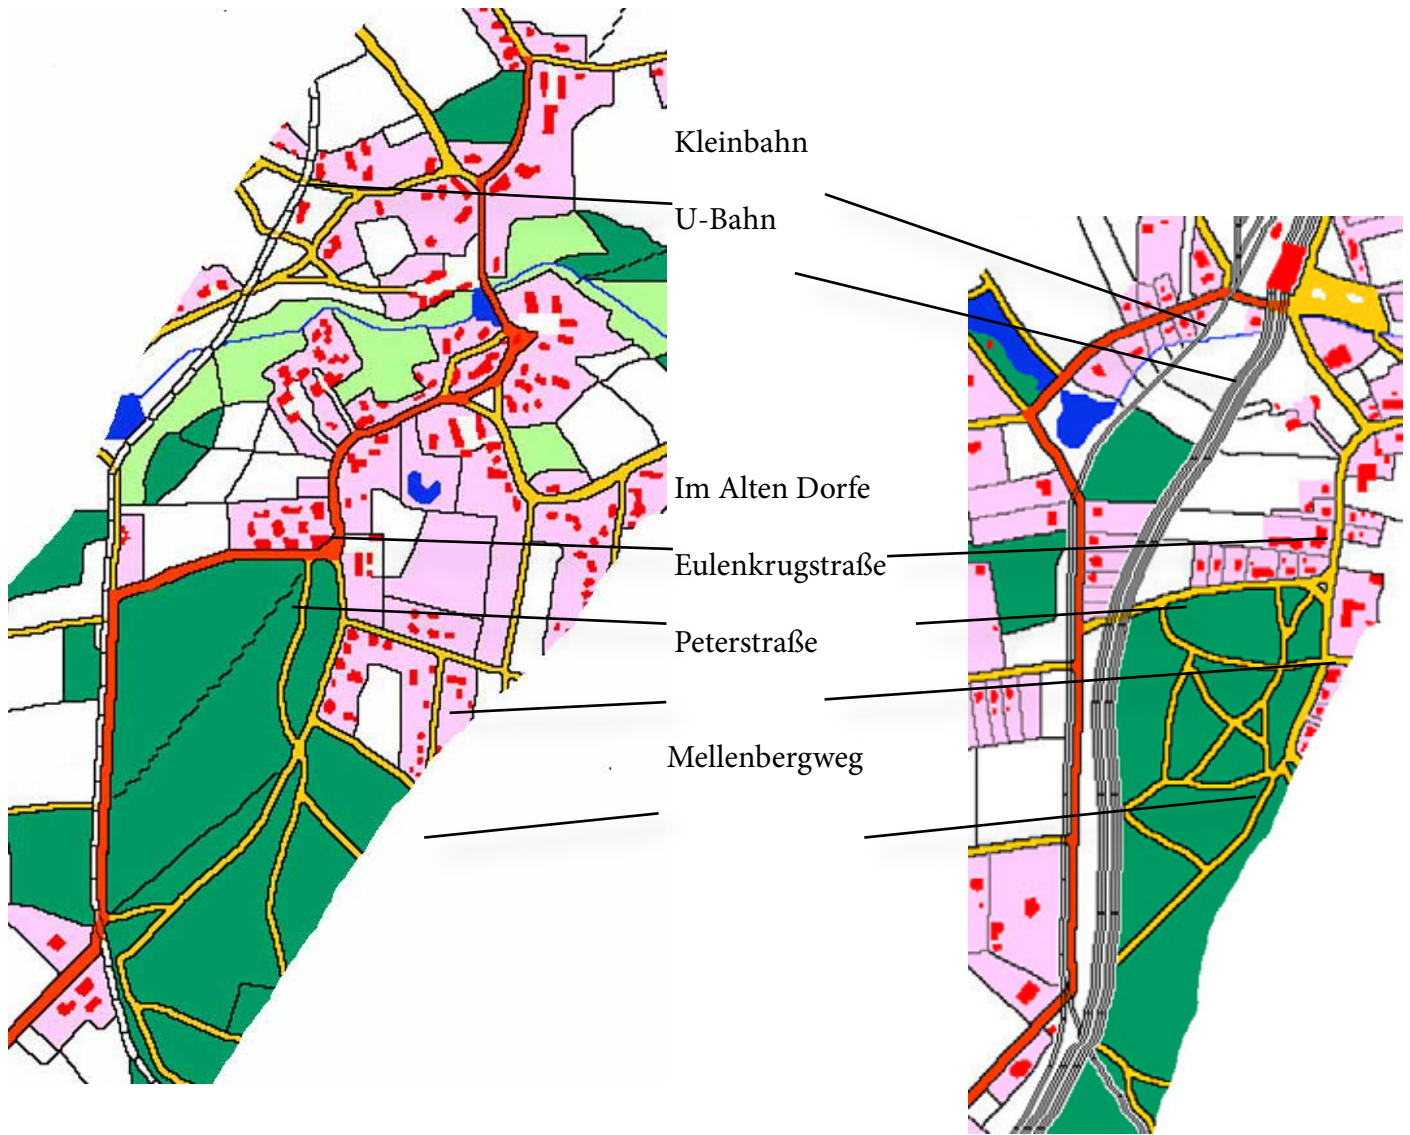 Kleinbahn
U-Bahn
Im Alten Dorfe
Eulenkrugstraße
Peterstraße
Mellenbergweg